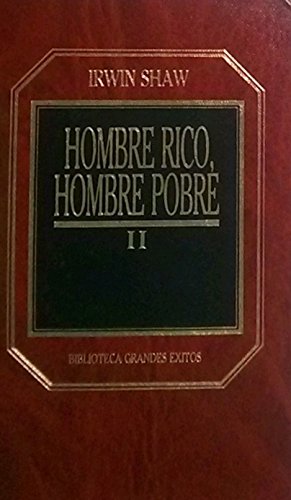 IRWIN SHAW
HOMBRE RICO,
HOMBRE POBRE
II
BIBLIOTECA GRANDES EXITOS